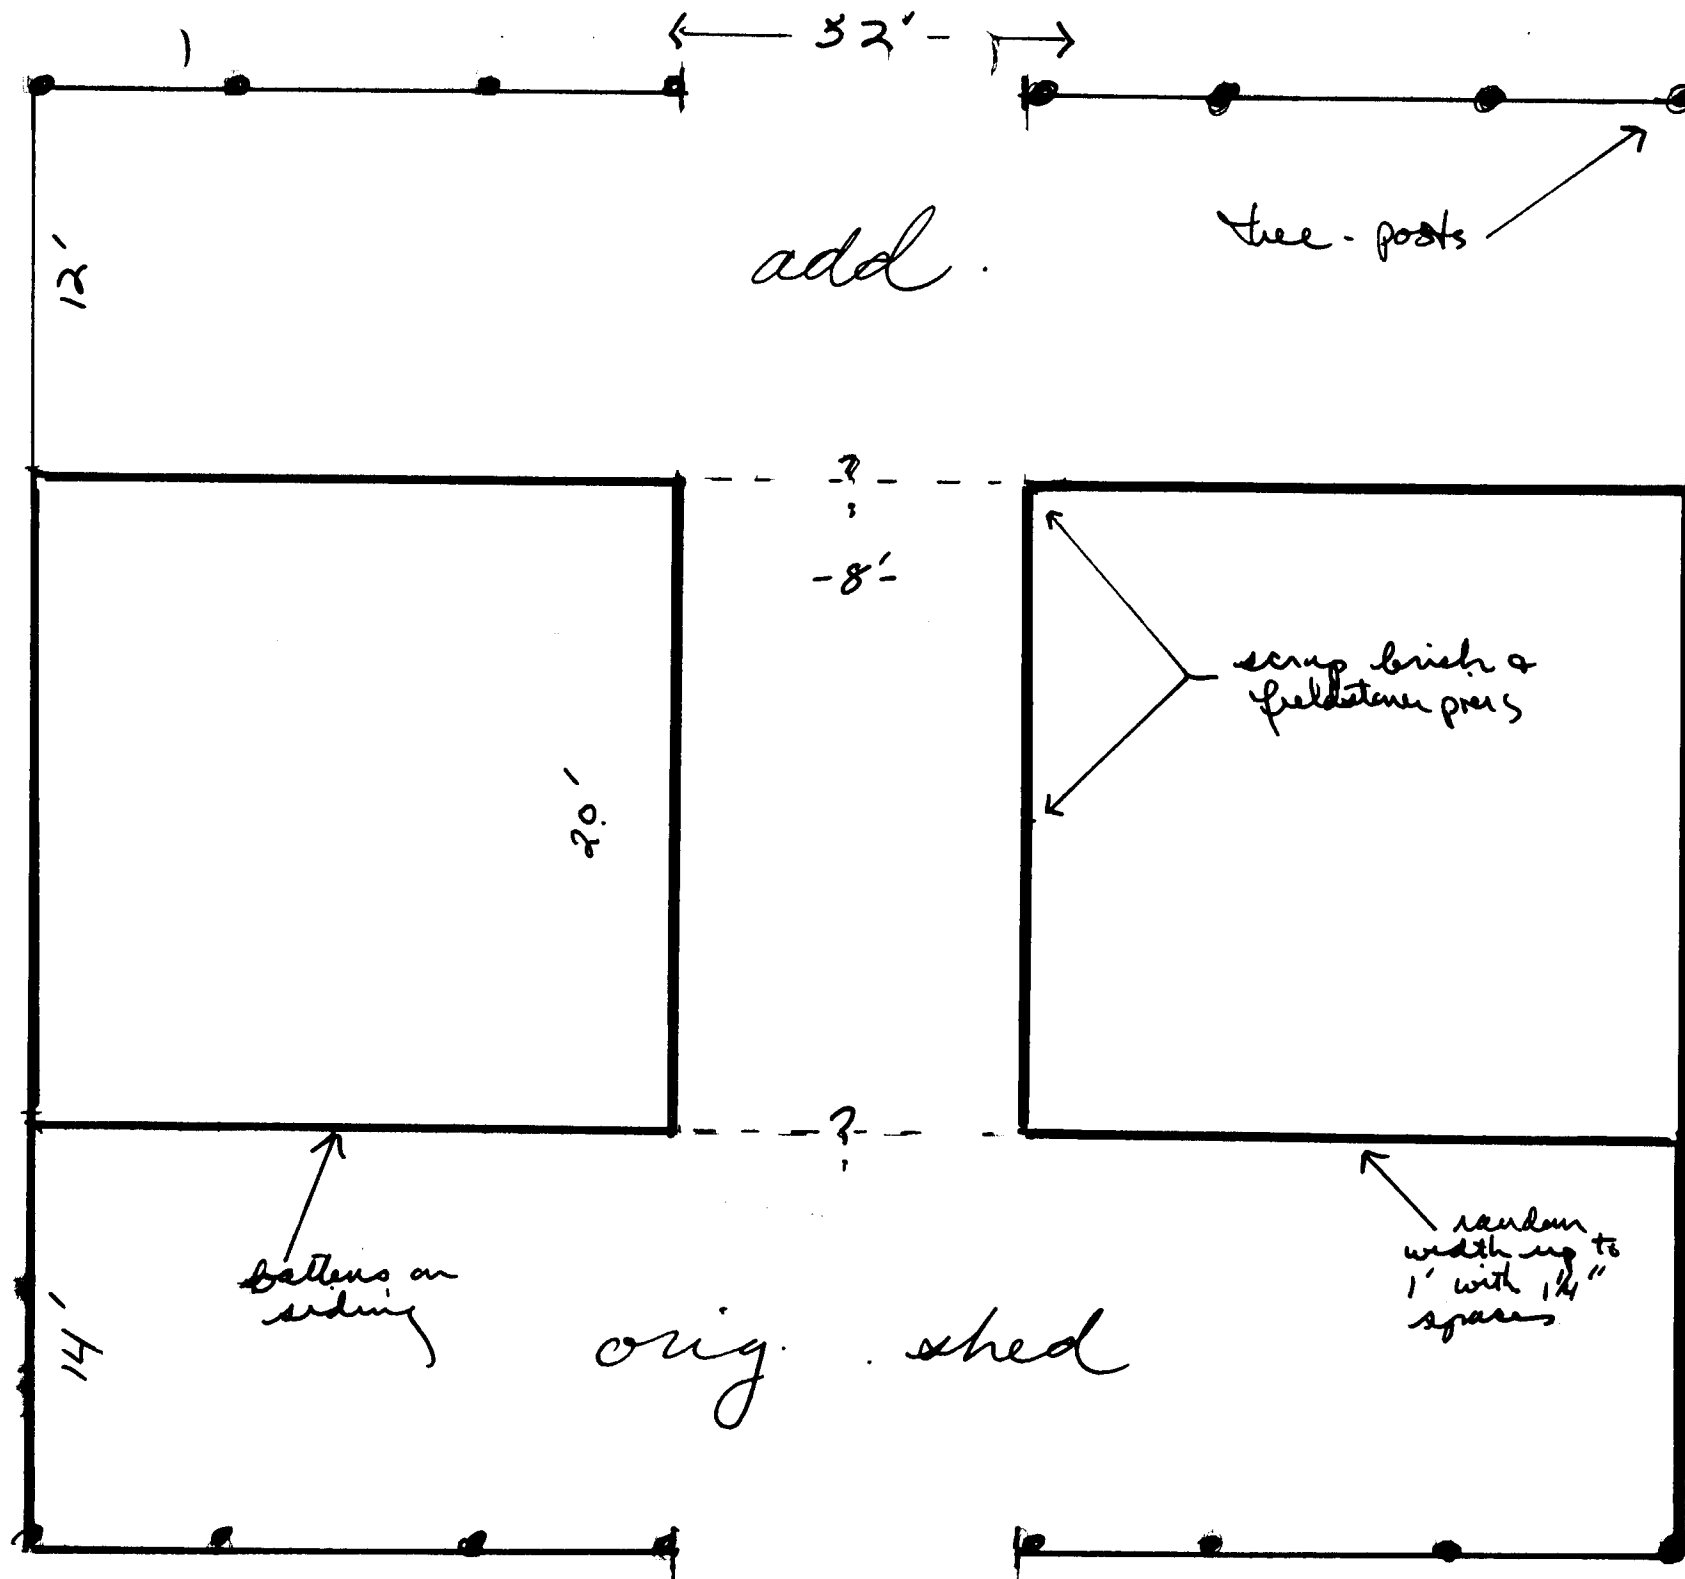 32'
tree-posts
add.
12'
?
-8'-
scrap brick &
fieldstone piers
20'
?
battens on
siding
random
width up to
1' with 1¼"
spaces
14'
orig. shed